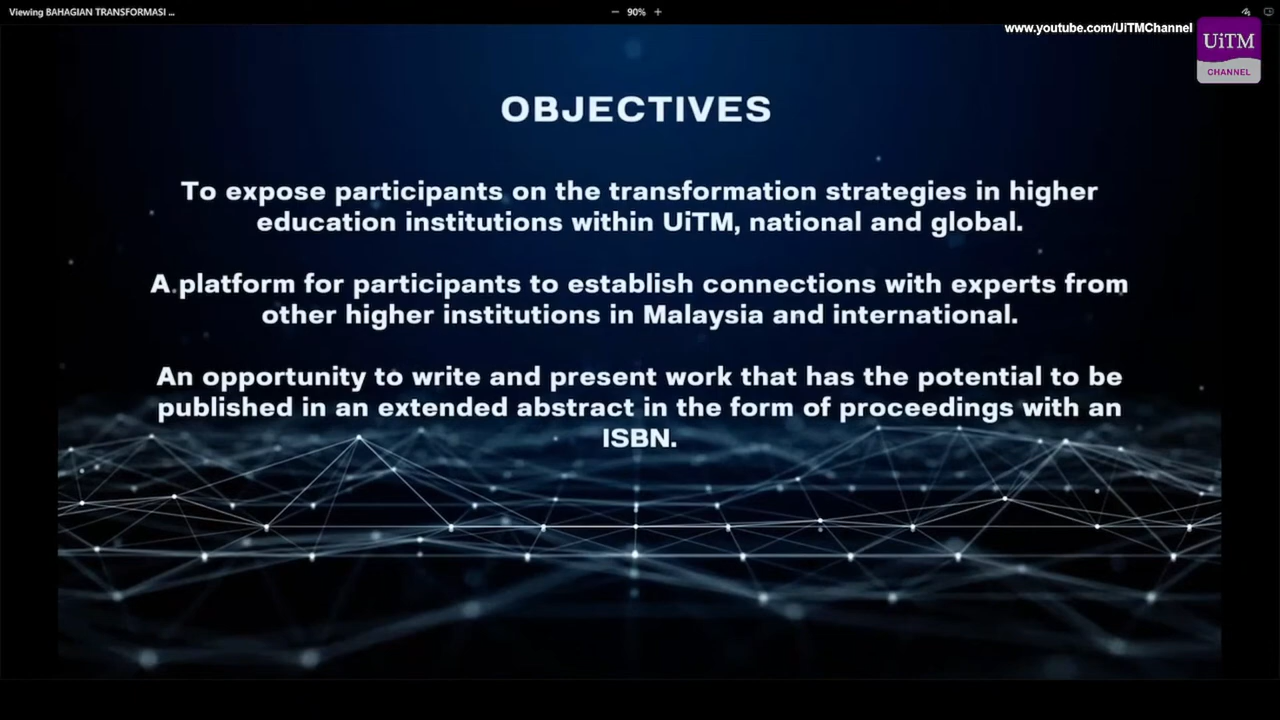 Viewing BAHAGIAN TRANSFORMASI ...
90%
www.youtube.com/UiTMChannel
UiTM
CHANNEL
OBJECTIVES
To expose participants on the transformation strategies in higher
education institutions within UiTM, national and global.
A platform for participants to establish connections with experts from
other higher institutions in Malaysia and international.
An opportunity to write and present work that has the potential to be
published in an extended abstract in the form of proceedings with an
ISBN.